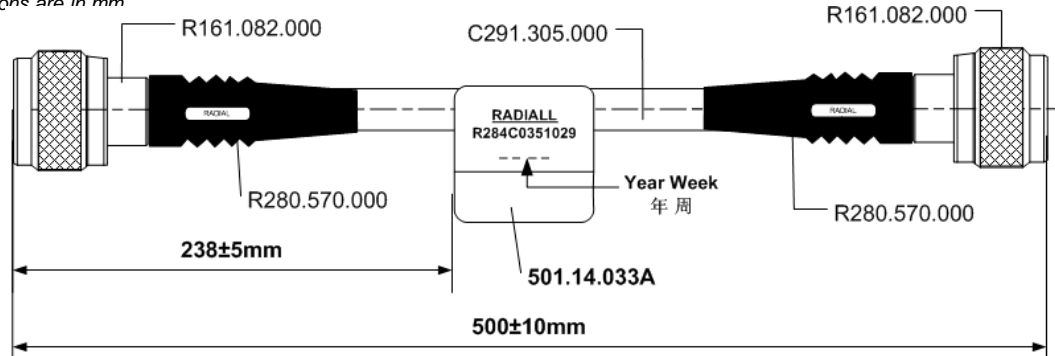 ons are in mm
R161.082.000
C291.305.000
R161.082.000
RADIAL
RADIALL
R284C0351029
RADIAL
Year Week
年 周
R280.570.000
R280.570.000
238±5mm
501.14.033A
500±10mm